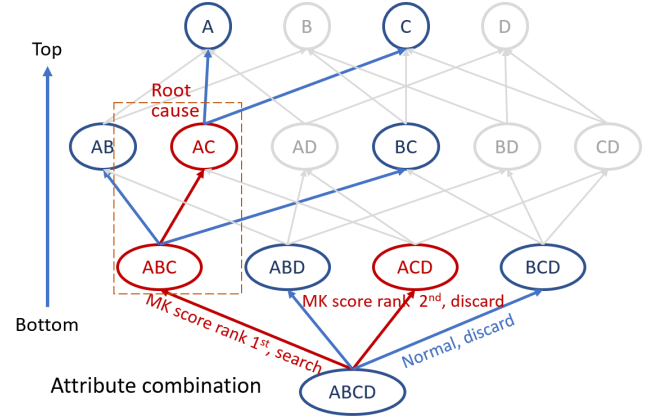 A
B
C
D
Top
Root
cause
AB
AC
AD
BC
BD
CD
ABC
ABD
ACD
BCD
Bottom
MK score rank 1st, search
MK score rank 2nd, discard
Normal, discard
Attribute combination
ABCD